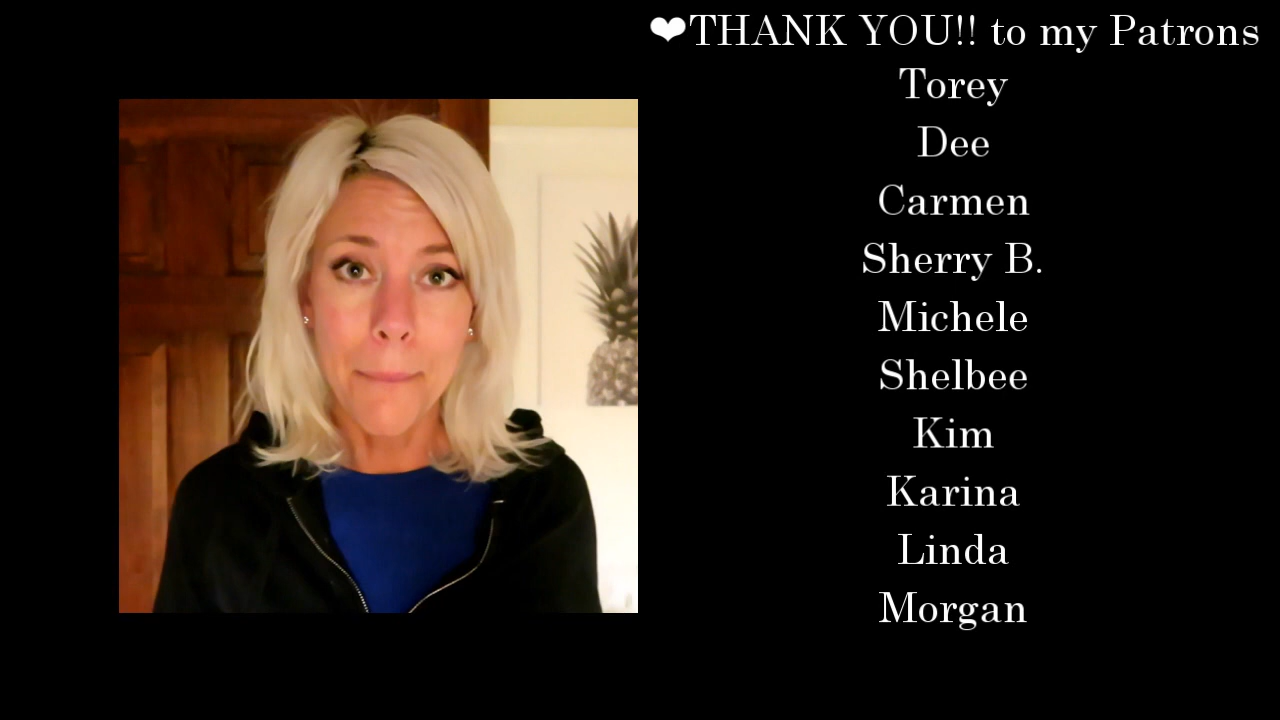 ❤THANK YOU!! to my Patrons
Torey
Dee
Carmen
Sherry B.
Michele
Shelbee
Kim
Karina
Linda
Morgan